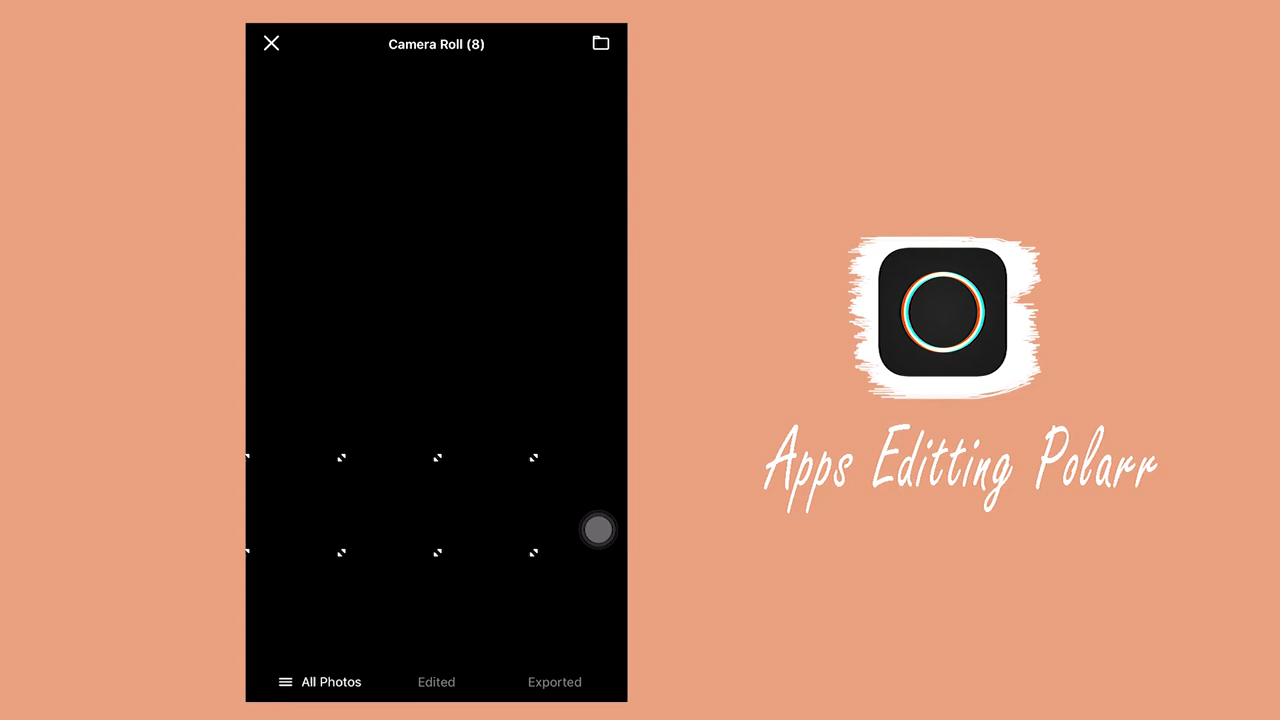 Camera Roll (8)
All Photos
Edited
Exported
Apps Editting Polarr